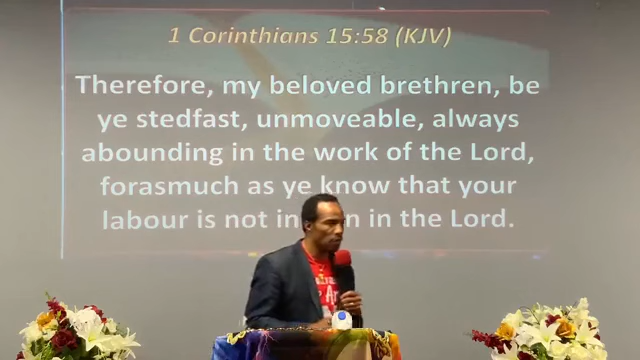 1 Corinthians 15:58 (KJV)
Therefore, my beloved brethren, be
ye stedfast, unmoveable, always
abounding in the work of the Lord,
forasmuch as ye know that your
labour is not in in the Lord.